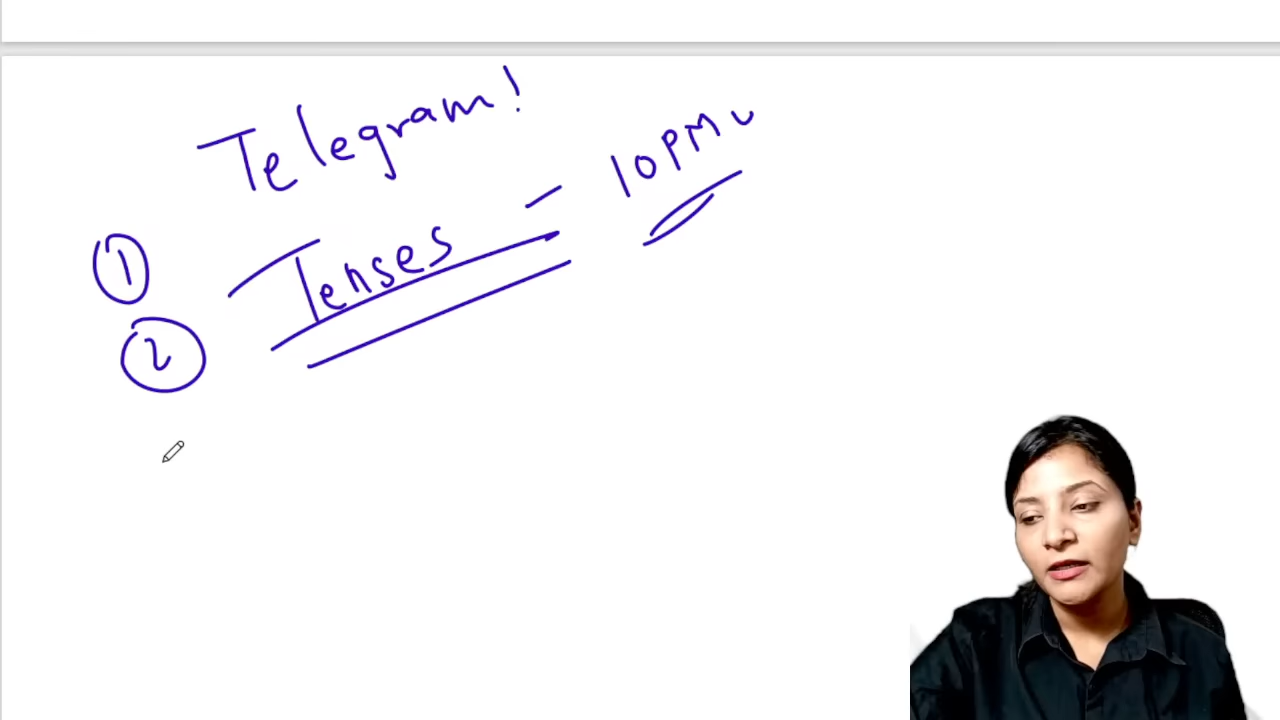 Telegram!
①
Tenses - 10PM
②